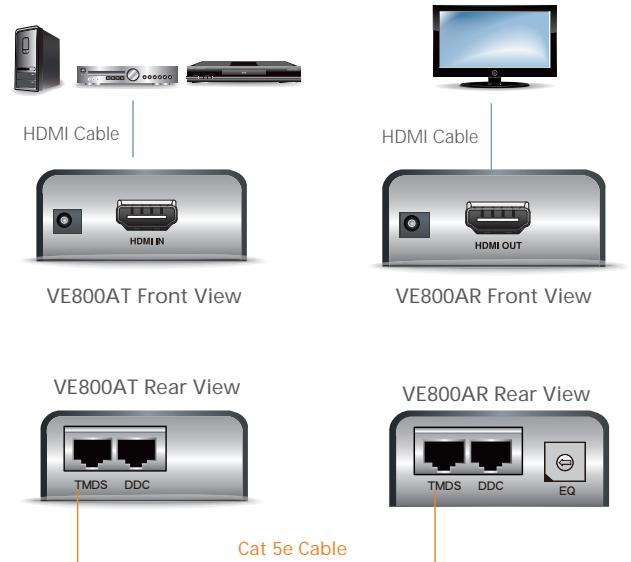 HDMI Cable
HDMI Cable
HDMI IN
HDMI OUT
VE800AT Front View
VE800AR Front View
VE800AT Rear View
VE800AR Rear View
TMDS DDC
TMDS DDC
EQ
Cat 5e Cable